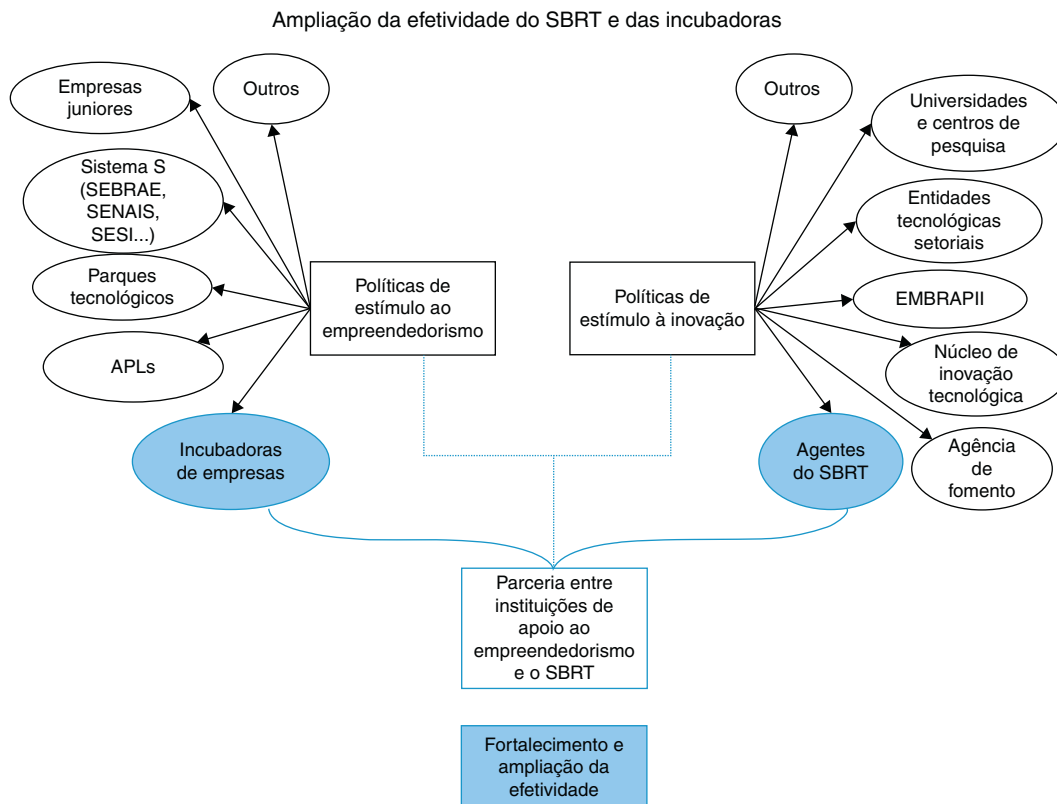 Ampliação da efetividade do SBRT e das incubadoras
Empresas
juniores
Outros
Sistema S
(SEBRAE,
SENAIS,
SESI...)
Parques
tecnológicos
APLs
Incubadoras
de empresas
Políticas de
estímulo ao
empreendedorismo
Políticas de
estímulo à inovação
Outros
Universidades
e centros de
pesquisa
Entidades
tecnológicas
setoriais
EMBRAPII
Núcleo de
inovação
tecnológica
Agência
de
fomento
Agentes
do SBRT
Parceria entre
instituições de
apoio ao
empreendedorismo
e o SBRT
Fortalecimento e
ampliação da
efetividade